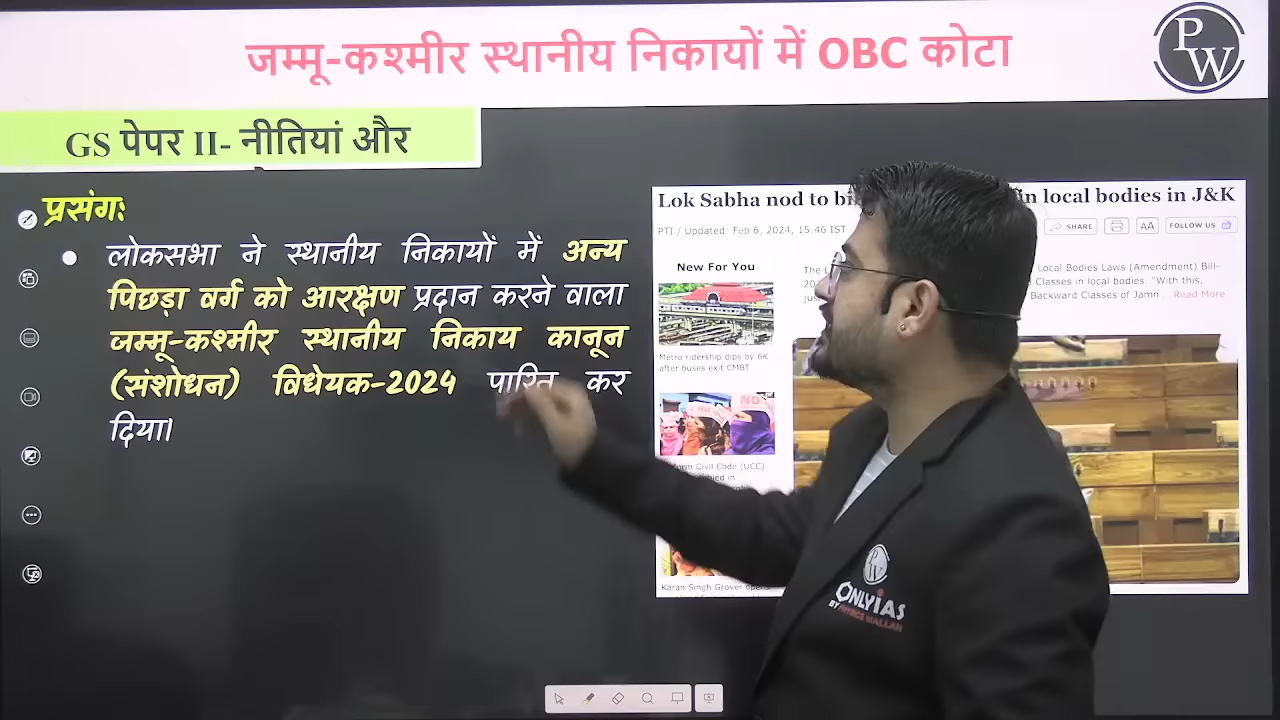 जम्मू-कश्मीर स्थानीय निकायों में OBC कोटा
PW
GS पेपर II- नीतियां और
प्रसंग:
लोकसभा ने स्थानीय निकायों में अन्य
पिछड़ा वर्ग को आरक्षण प्रदान करने वाला
जम्मू-कश्मीर स्थानीय निकाय कानून
(संशोधन) विधेयक-2024 पारित कर
दिया।
Lok Sabha nod to in local bodies in J&K
PTI / Updated: Feb 6, 2024, 15:46 IST
SHARE
AA
FOLLOW US
New For You
Local Bodies Laws (Amendment) Bill-
Classes in local bodies. "With this,
Backward Classes of Jamn... Read More
Metro ridership dips by 6K
after buses exit CMBT
NO
Civil Code (UCC)
in
Karan Singh Grover
ONLYIAS
BY PHYSICS WALLAH